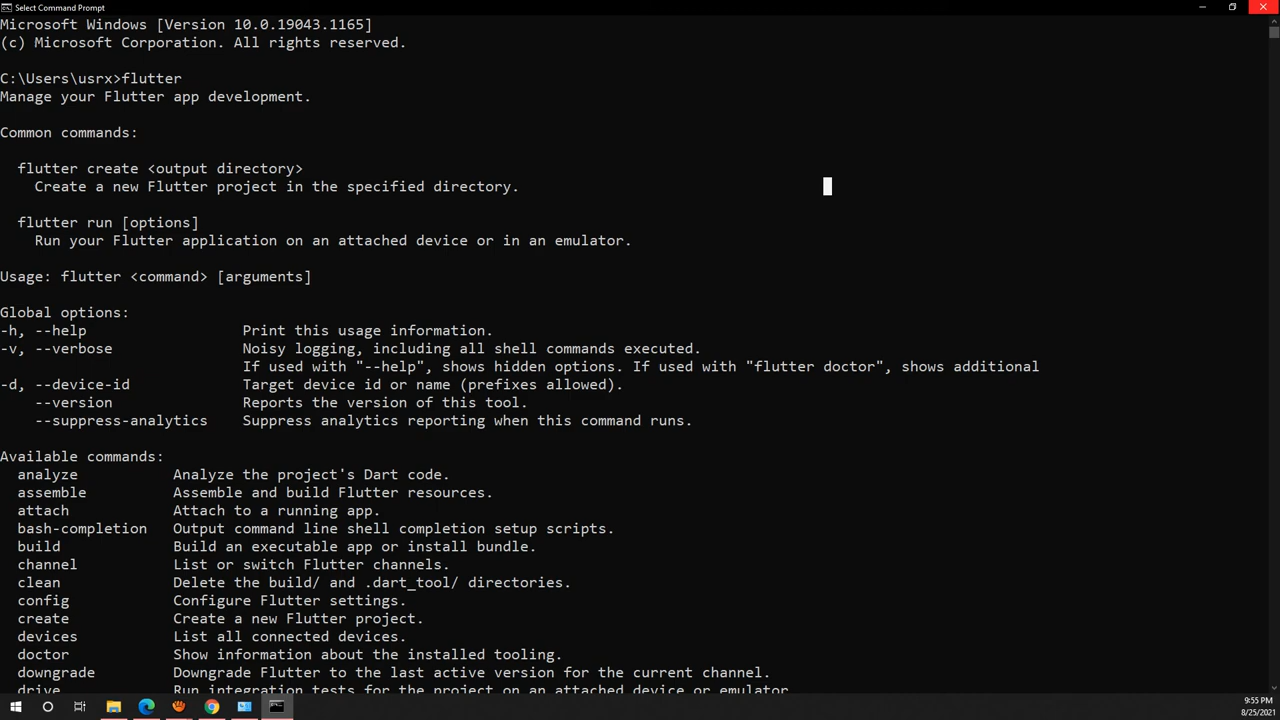 Select Command Prompt
Microsoft Windows [Version 10.0.19043.1165]
(c) Microsoft Corporation. All rights reserved.
C:\Users\usrx>flutter
Manage your Flutter app development.
Common commands:
flutter create <output directory>
Create a new Flutter project in the specified directory.
flutter run [options]
Run your Flutter application on an attached device or in an emulator.
Usage: flutter <command> [arguments]
Global options:
-h, --help Print this usage information.
-v, --verbose Noisy logging, including all shell commands executed.
If used with "--help", shows hidden options. If used with "flutter doctor", shows additional
-d, --device-id Target device id or name (prefixes allowed).
--version Reports the version of this tool.
--suppress-analytics Suppress analytics reporting when this command runs.
Available commands:
analyze Analyze the project's Dart code.
assemble Assemble and build Flutter resources.
attach Attach to a running app.
bash-completion Output command line shell completion setup scripts.
build Build an executable app or install bundle.
channel List or switch Flutter channels.
clean Delete the build/ and .dart_tool/ directories.
config Configure Flutter settings.
create Create a new Flutter project.
devices List all connected devices.
doctor Show information about the installed tooling.
downgrade Downgrade Flutter to the last active version for the current channel.
drive Run integration tests for the project on an attached device or emulator
9:55 PM
8/25/2021